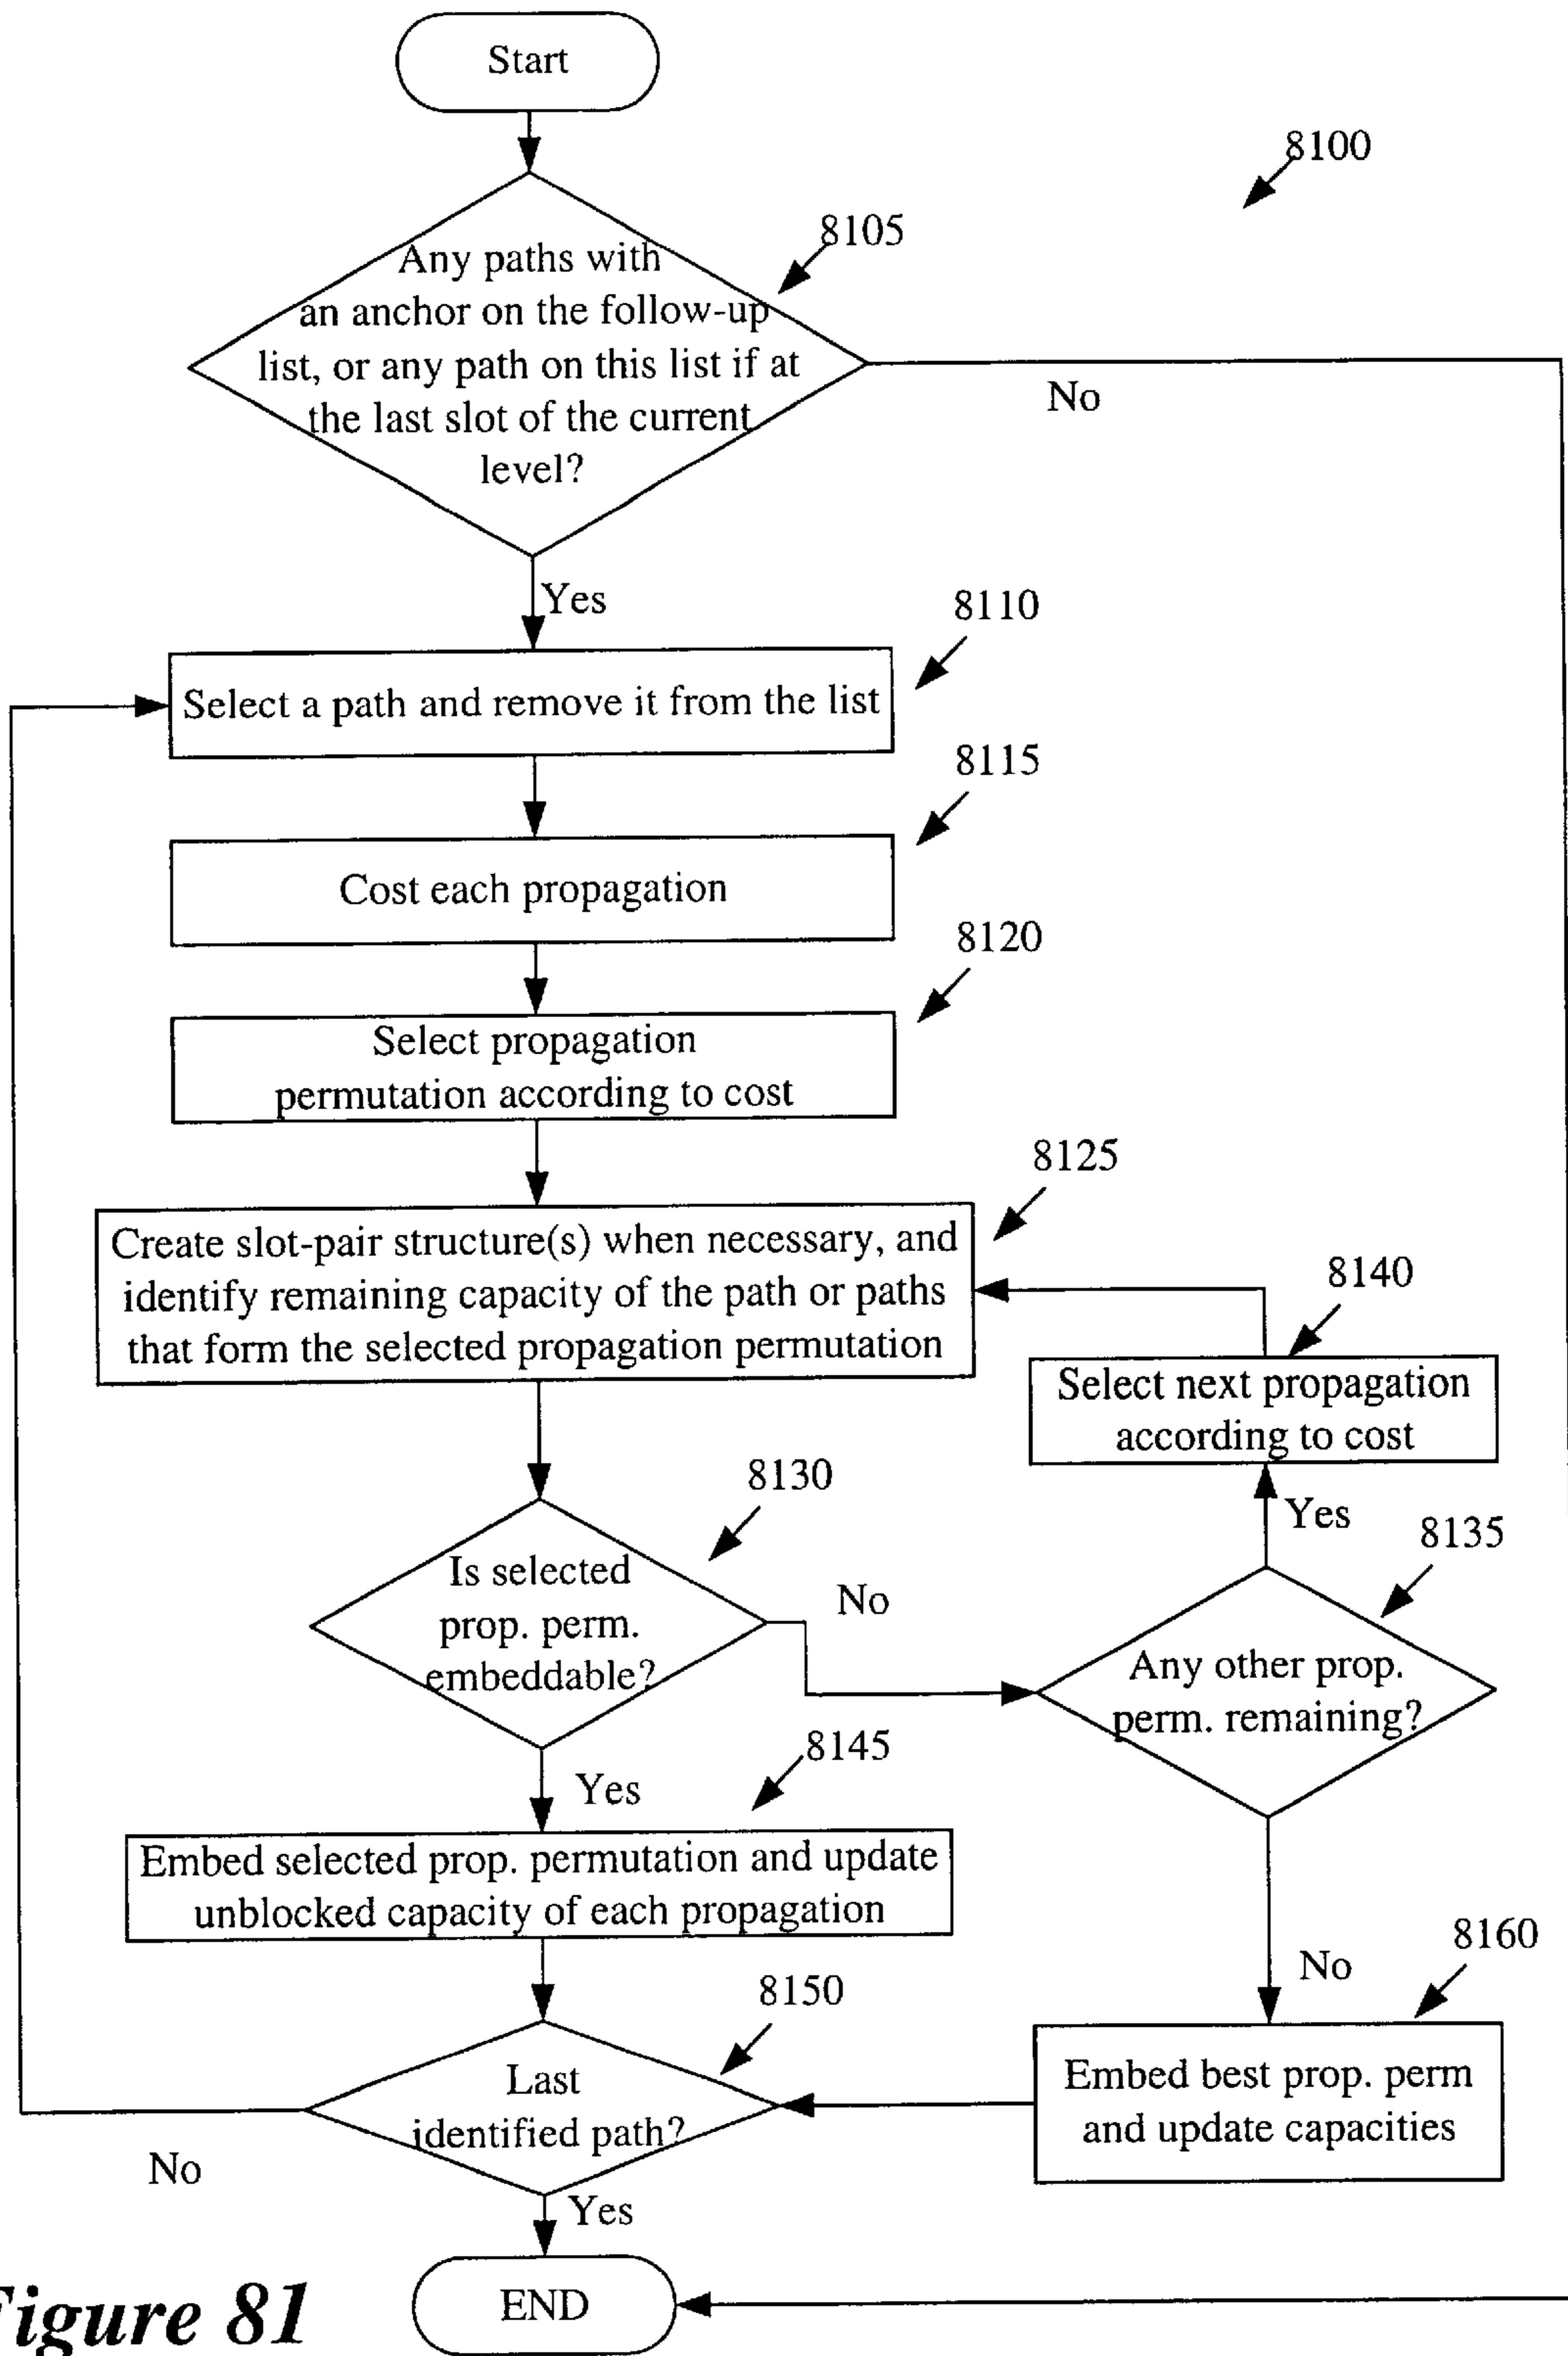 Start
8100
8105
Any paths with
an anchor on the follow-up
list, or any path on this list if at
the last slot of the current
level?
No
Yes
8110
Select a path and remove it from the list
8115
Cost each propagation
8120
Select propagation
permutation according to cost
8125
Create slot-pair structure(s) when necessary, and
identify remaining capacity of the path or paths
that form the selected propagation permutation
8140
Select next propagation
according to cost
8130
Yes
8135
Is selected
prop. perm.
embeddable?
No
Any other prop.
perm. remaining?
8145
Yes
Embed selected prop. permutation and update
unblocked capacity of each propagation
8160
No
8150
Last
identified path?
Embed best prop. perm
and update capacities
No
Yes
END
Figure 81